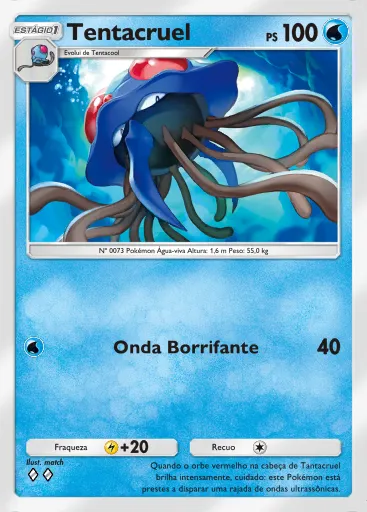 ESTÁGIO 1
Tentacruel
PS 100
Evolui de Tentacool
N° 0073 Pokémon Água-viva Altura: 1,6 m Peso: 55,0 kg
Onda Borrifante 40
Fraqueza +20
Recuo
Ilust. match
Quando o orbe vermelho na cabeça de Tentacruel
brilha intensamente, cuidado: este Pokémon está
prestes a disparar uma rajada de ondas ultrassônicas.